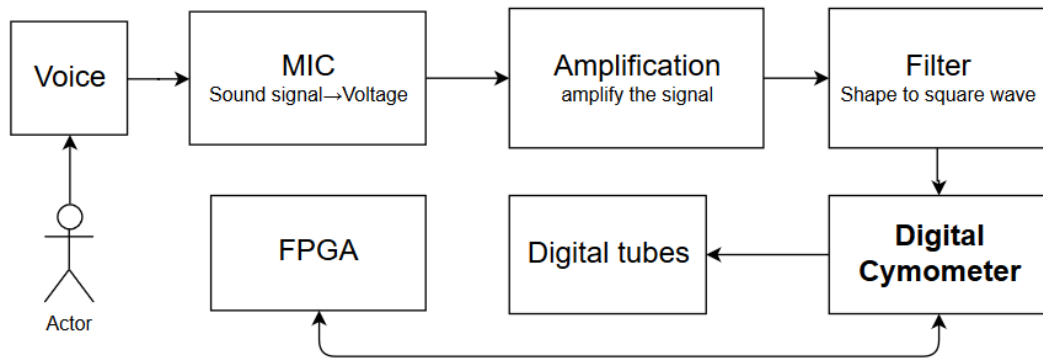 Voice
MIC
Sound signal→Voltage
Amplification
amplify the signal
Filter
Shape to square wave
FPGA
Digital tubes
Digital
Cymometer
Actor